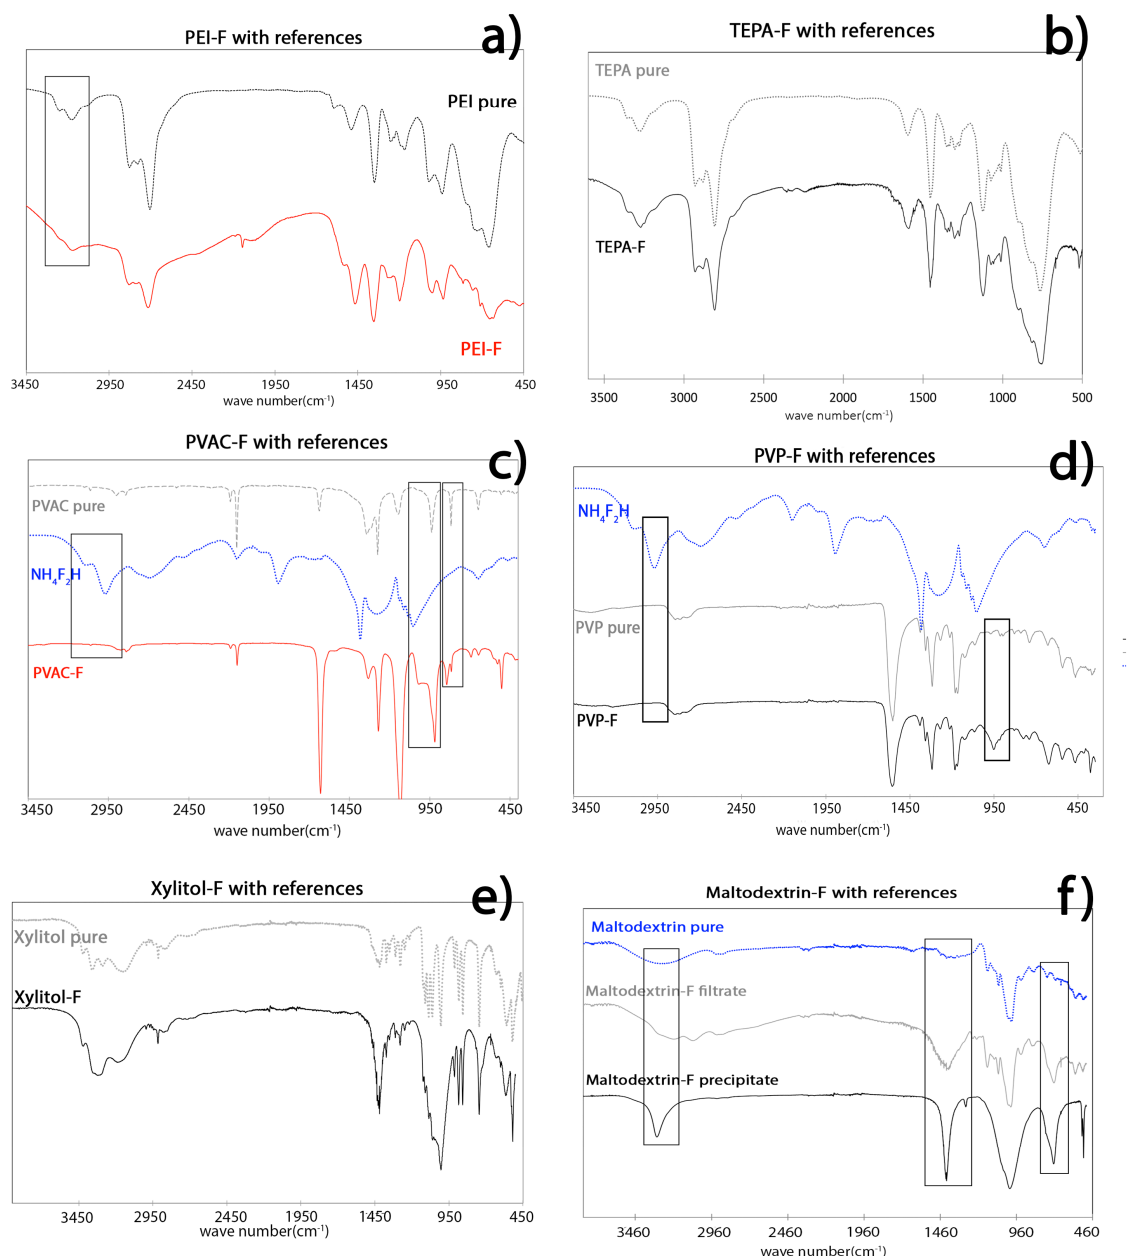 PEI-F with references
a)
PEI pure
PEI-F
3450 2950 2450 1950 1450 950 450
wave number(cm⁻¹)
TEPA-F with references
b)
TEPA pure
TEPA-F
3500 3000 2500 2000 1500 1000 500
wave number(cm⁻¹)
PVAC-F with references
c)
PVAC pure
NH₄F₂H
PVAC-F
3450 2950 2450 1950 1450 950 450
wave number(cm⁻¹)
PVP-F with references
d)
NH₄F₂H
PVP pure
PVP-F
3450 2950 2450 1950 1450 950 450
wave number(cm⁻¹)
Xylitol-F with references
e)
Xylitol pure
Xylitol-F
3450 2950 2450 1950 1450 950 450
wave number(cm⁻¹)
Maltodextrin-F with references
f)
Maltodextrin pure
Maltodextrin-F filtrate
Maltodextrin-F precipitate
3460 2960 2460 1960 1460 960 460
wave number(cm⁻¹)